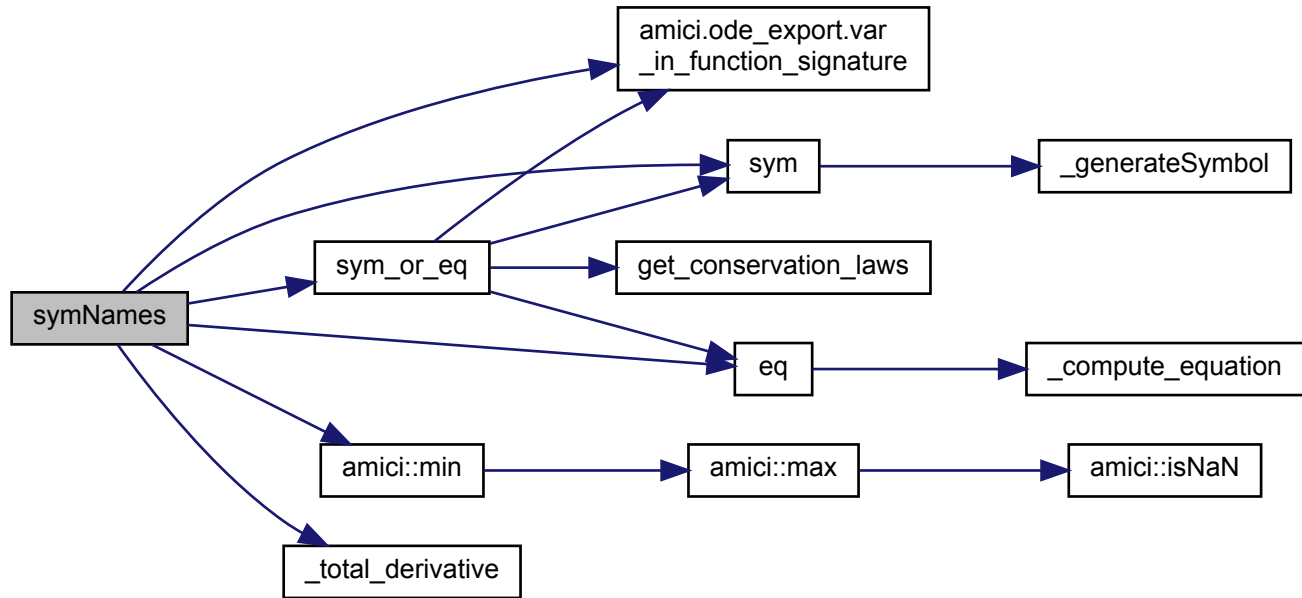 amici.ode_export.var
_in_function_signature
sym
_generateSymbol
sym_or_eq
get_conservation_laws
symNames
eq
_compute_equation
amici::min
amici::max
amici::isNaN
_total_derivative